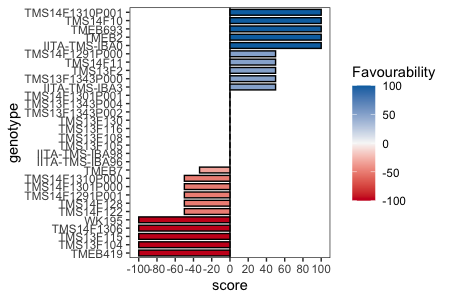 TMS14F1310P001
TMS14F10
TMEB693
TMEB2
IITA-TMS-IBA0
TMS14F1291P001
TMS14F11
TMS13F2
TMS13F1343P000
IITA-TMS-IBA3
TMS14F1301P001
TMS13F1343P004
TMS13F1343P002
TMS13F130
TMS13F116
TMS13F108
TMS13F105
IITA-TMS-IBA98
IITA-TMS-IBA96
TMEB7
TMS14F1310P000
TMS14F1301P000
TMS14F1291P001
TMS14F128
TMS14F122
WK195
TMS14F1306
TMS13F115
TMS13F104
TMEB419
genotype
-100 -80 -60 -40 -20 0 20 40 60 80 100
score
Favourability
100
50
0
-50
-100